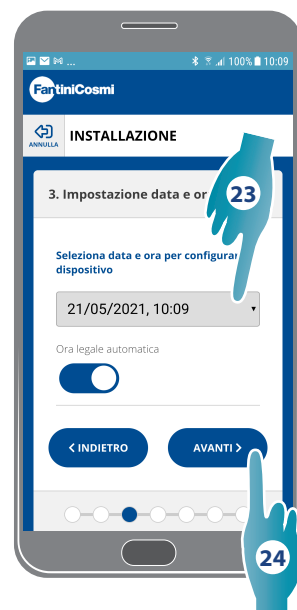 ... 100% 10:09
FantiniCosmi
ANNULLA INSTALLAZIONE
3. Impostazione data e or
23
Seleziona data e ora per configurar
dispositivo
21/05/2021, 10:09
Ora legale automatica
< INDIETRO AVANTI >
24